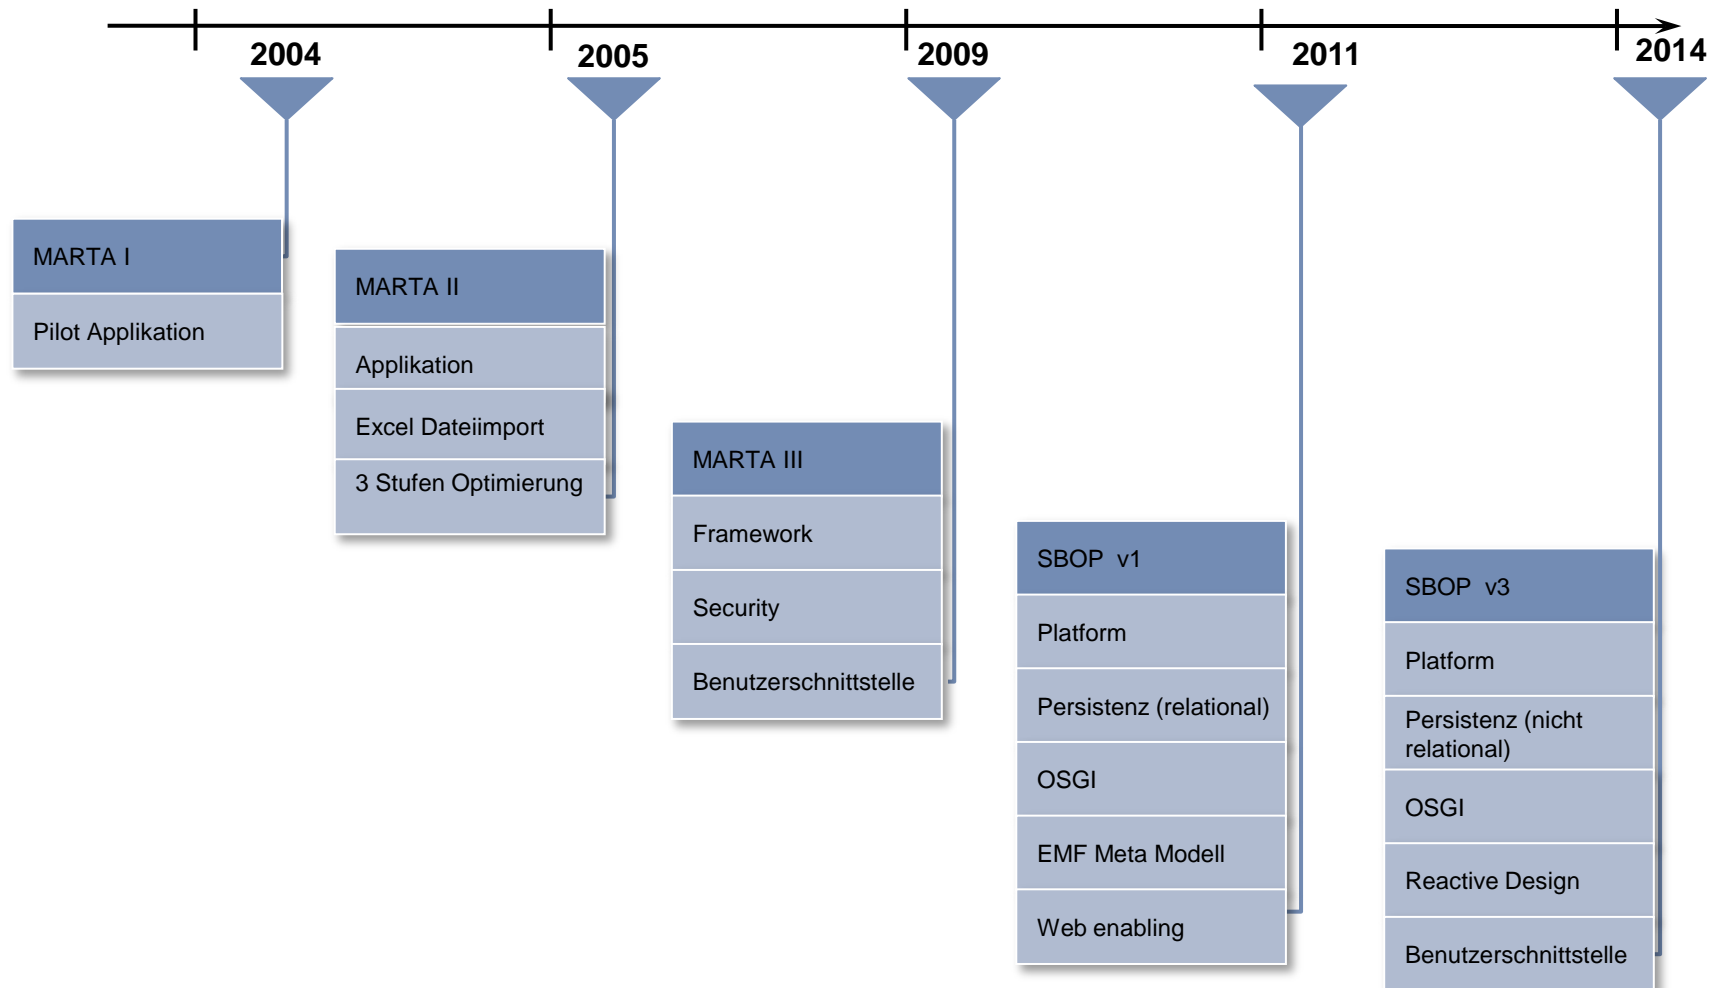 2004
2005
2009
2011
2014
MARTA I
Pilot Applikation
MARTA II
Applikation
Excel Dateiimport
3 Stufen Optimierung
MARTA III
Framework
Security
Benutzerschnittstelle
SBOP v1
Platform
Persistenz (relational)
OSGI
EMF Meta Modell
Web enabling
SBOP v3
Platform
Persistenz (nicht
relational)
OSGI
Reactive Design
Benutzerschnittstelle